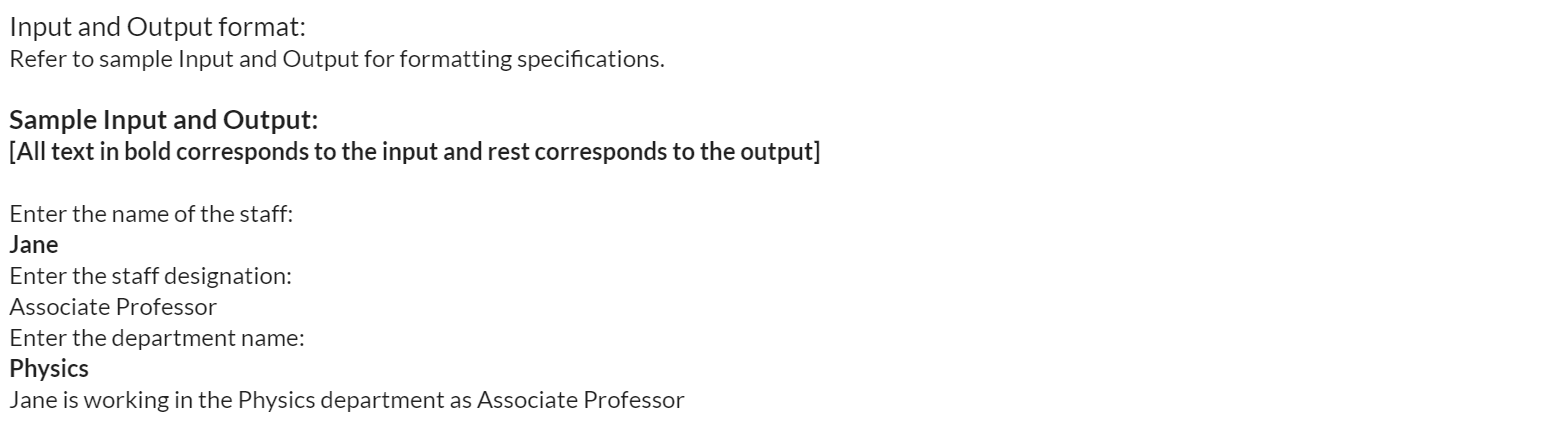 Input and Output format:
Refer to sample Input and Output for formatting specifications.
Sample Input and Output:
[All text in bold corresponds to the input and rest corresponds to the output]
Enter the name of the staff:
Jane
Enter the staff designation:
Associate Professor
Enter the department name:
Physics
Jane is working in the Physics department as Associate Professor